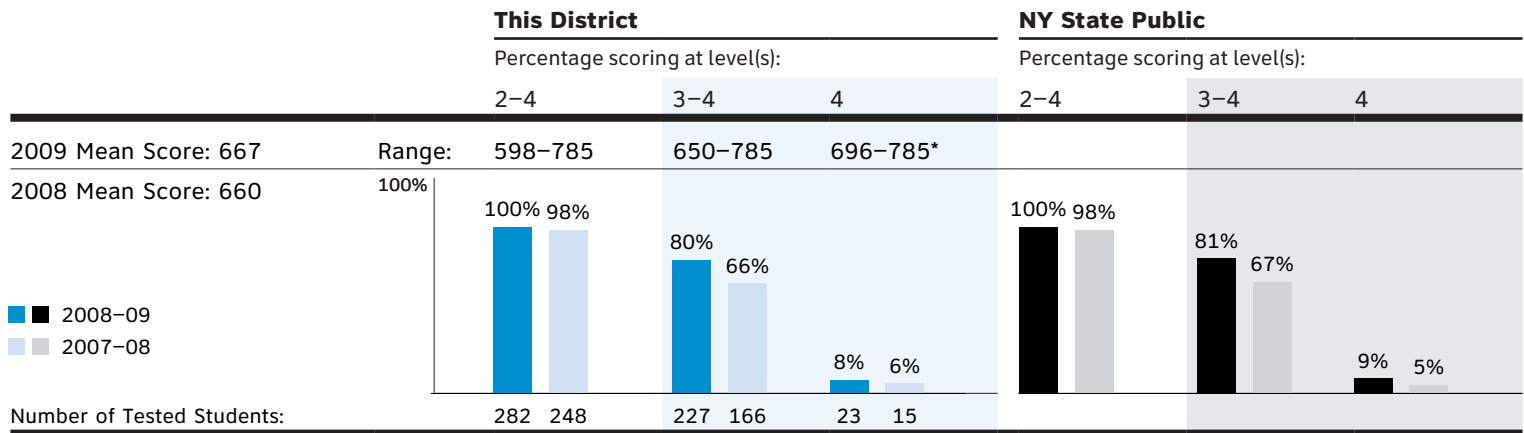 This District NY State Public
Percentage scoring at level(s): Percentage scoring at level(s):
2–4 3–4 4 2–4 3–4 4
2009 Mean Score: 667 Range: 598–785 650–785 696–785*
2008 Mean Score: 660 100%
100% 98% 80% 66% 8% 6% 100% 98% 81% 67% 9% 5%
2008–09
2007–08
Number of Tested Students: 282 248 227 166 23 15